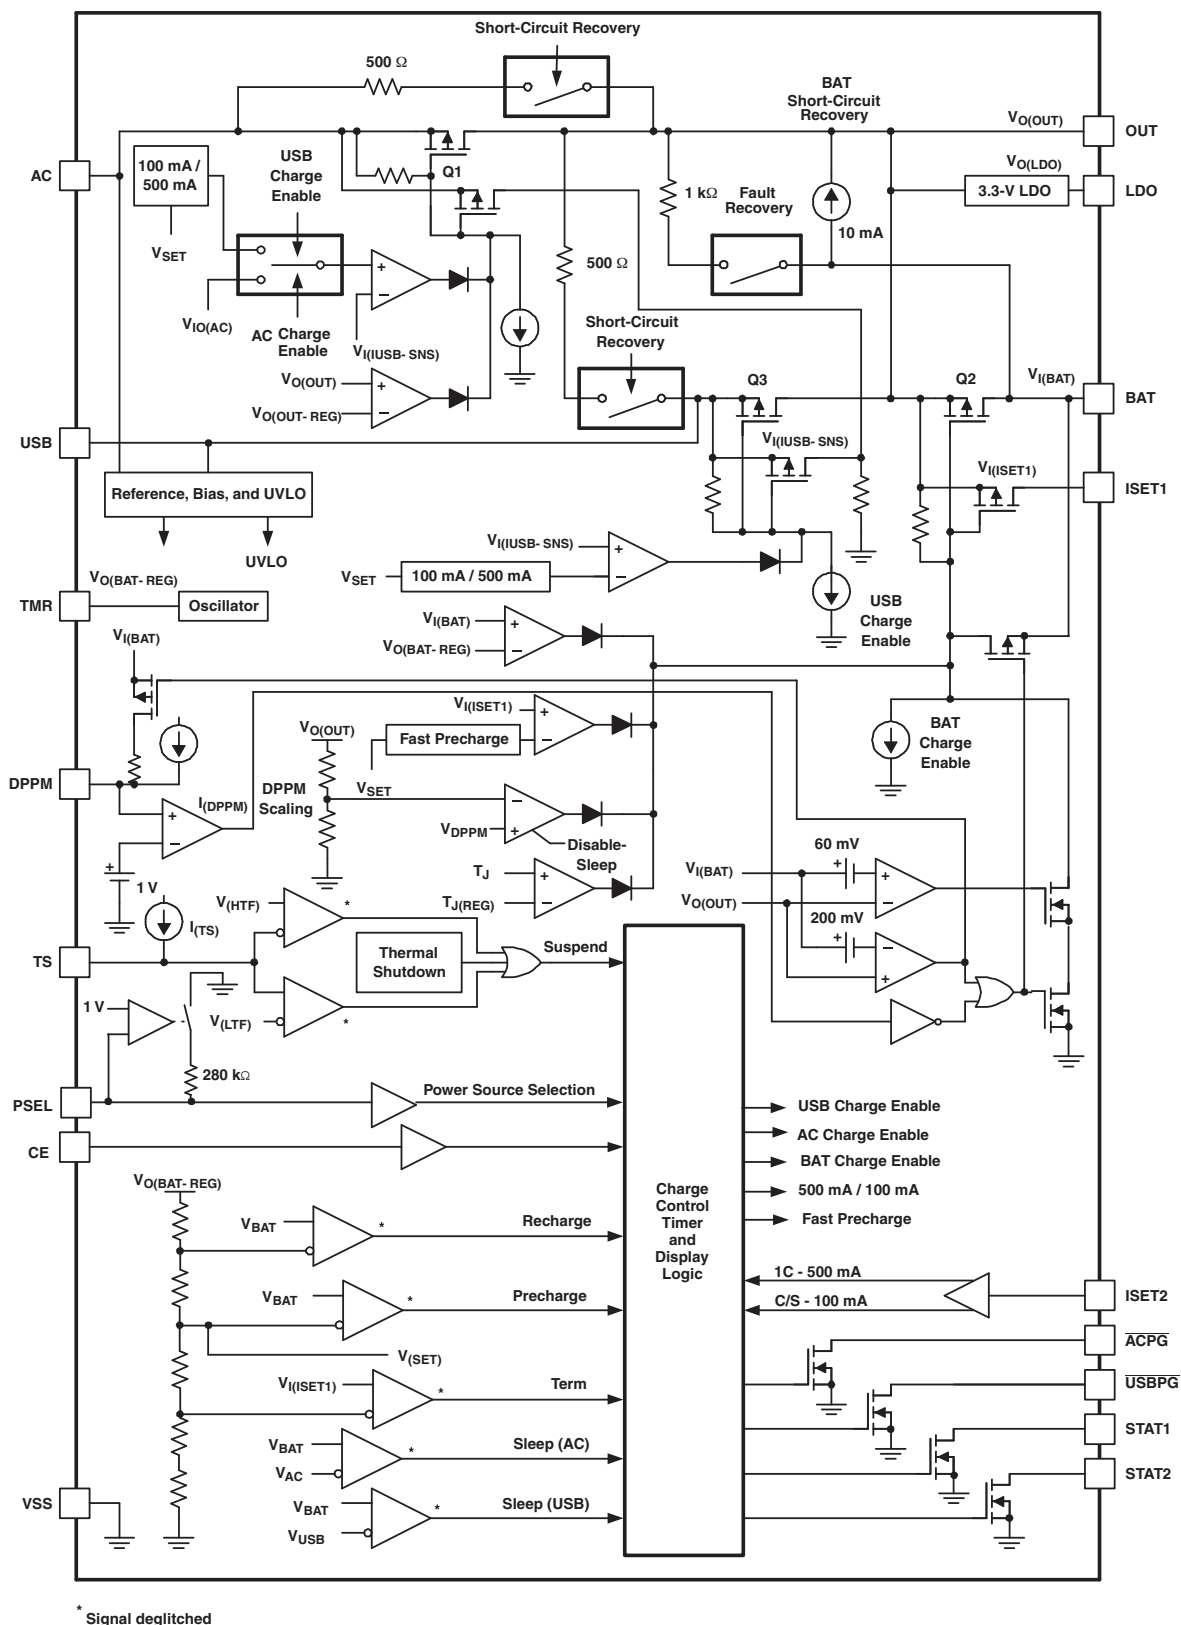 Short-Circuit Recovery
500 Ω
BAT
Short-Circuit
Recovery
VO(OUT)
OUT
AC
100 mA /
500 mA
USB
Charge
Enable
Q1
VO(LDO)
3.3-V LDO
LDO
1 kΩ
Fault
Recovery
10 mA
VSET
500 Ω
+
−
VIO(AC)
AC Charge
Enable
VI(IUSB- SNS)
Short-Circuit
Recovery
VO(OUT)
+
VO(OUT- REG)
−
Q3
Q2
VI(BAT)
BAT
USB
VI(IUSB- SNS)
VI(ISET1)
ISET1
Reference, Bias, and UVLO
UVLO
VI(IUSB- SNS)
+
VSET
100 mA / 500 mA
−
VO(BAT- REG)
TMR
Oscillator
USB
Charge
Enable
VI(BAT)
VI(BAT)
+
VO(BAT- REG)
−
VI(ISET1)
+
Fast Precharge
−
VO(OUT)
BAT
Charge
Enable
DPPM
DPPM
Scaling
VSET
−
I(DPPM)
+
−
VDPPM
+
Disable-
Sleep
+
1 V
60 mV
+
+
−
VI(BAT)
VO(OUT)
TJ
+
TJ(REG)
−
V(HTF)
*
I(TS)
200 mV
+
−
+
TS
Thermal
Shutdown
Suspend
1 V
V(LTF)
*
280 kΩ
PSEL
Power Source Selection
CE
USB Charge Enable
AC Charge Enable
BAT Charge Enable
500 mA / 100 mA
Fast Precharge
Charge
Control
Timer
and
Display
Logic
VO(BAT- REG)
VBAT
*
Recharge
VBAT
*
Precharge
1C - 500 mA
C/S - 100 mA
ISET2
V(SET)
ACPG
VI(ISET1)
*
Term
USBPG
STAT1
VBAT
*
Sleep (AC)
VAC
STAT2
VSS
VBAT
*
Sleep (USB)
VUSB
* Signal deglitched